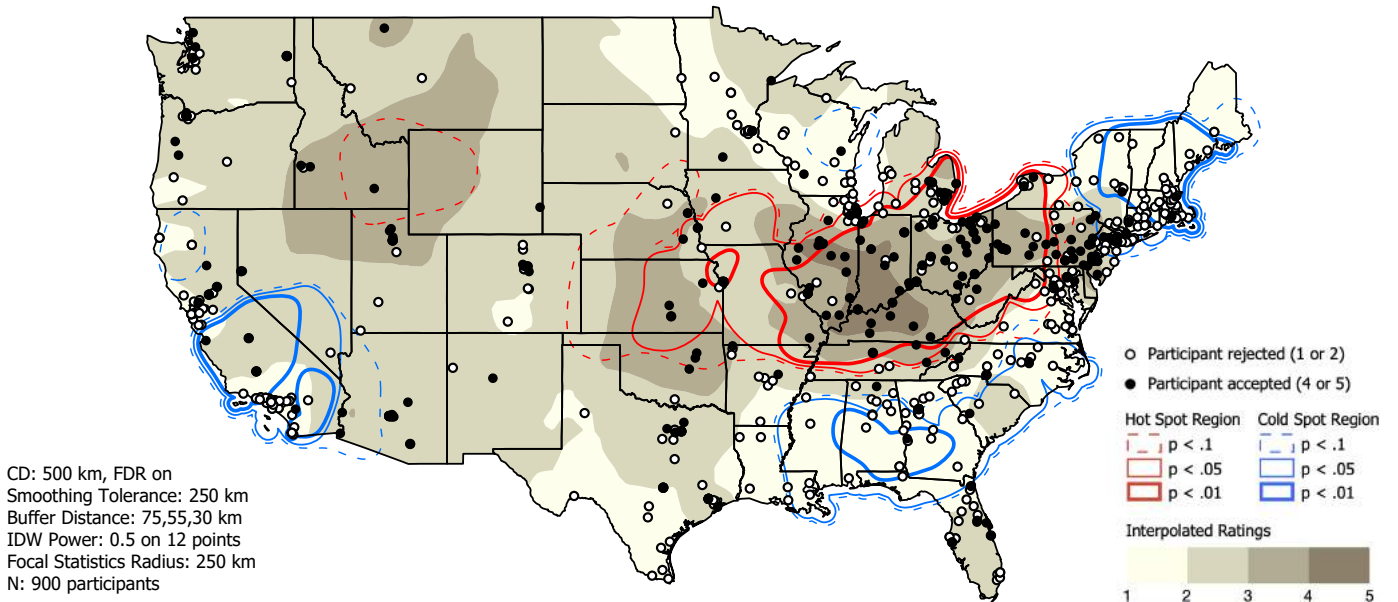 Participant rejected (1 or 2)
Participant accepted (4 or 5)
Hot Spot Region
p < .1
p < .05
p < .01
Cold Spot Region
p < .1
p < .05
p < .01
Interpolated Ratings
1 2 3 4 5
CD: 500 km, FDR on
Smoothing Tolerance: 250 km
Buffer Distance: 75,55,30 km
IDW Power: 0.5 on 12 points
Focal Statistics Radius: 250 km
N: 900 participants